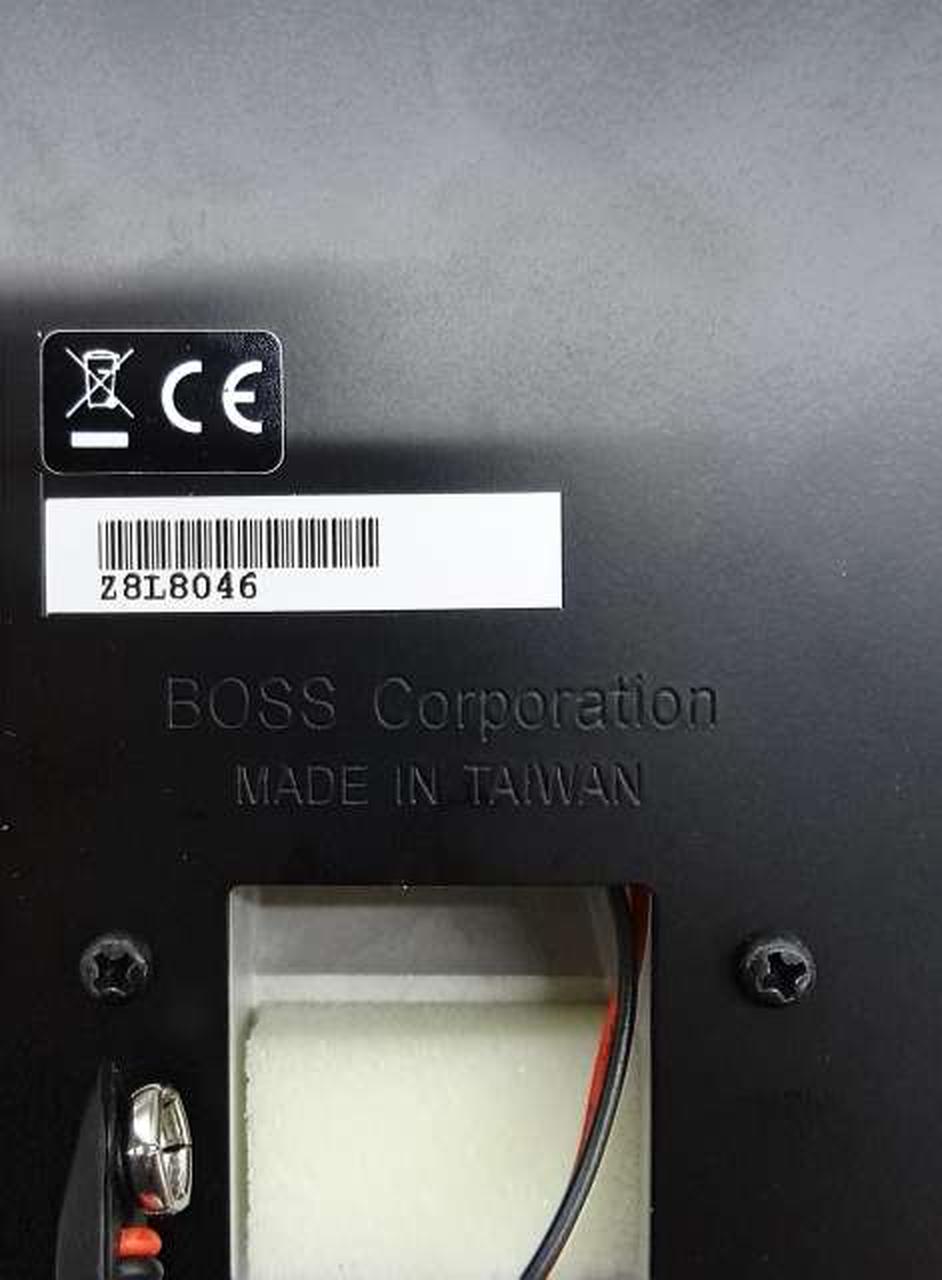 CE
Z8L8046
BOSS Corporation
MADE IN TAIWAN